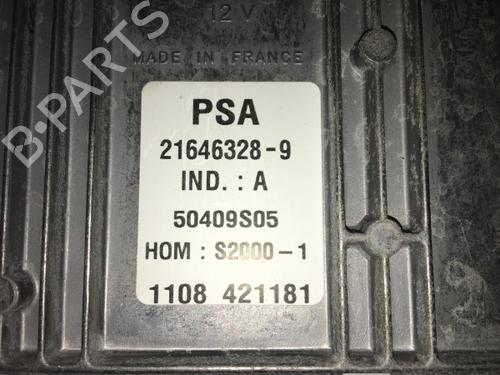 12 V
MADE IN FRANCE
PSA
21646328-9
IND. : A
50409S05
HOM : S2000-1
1108 421181
B-PARTS